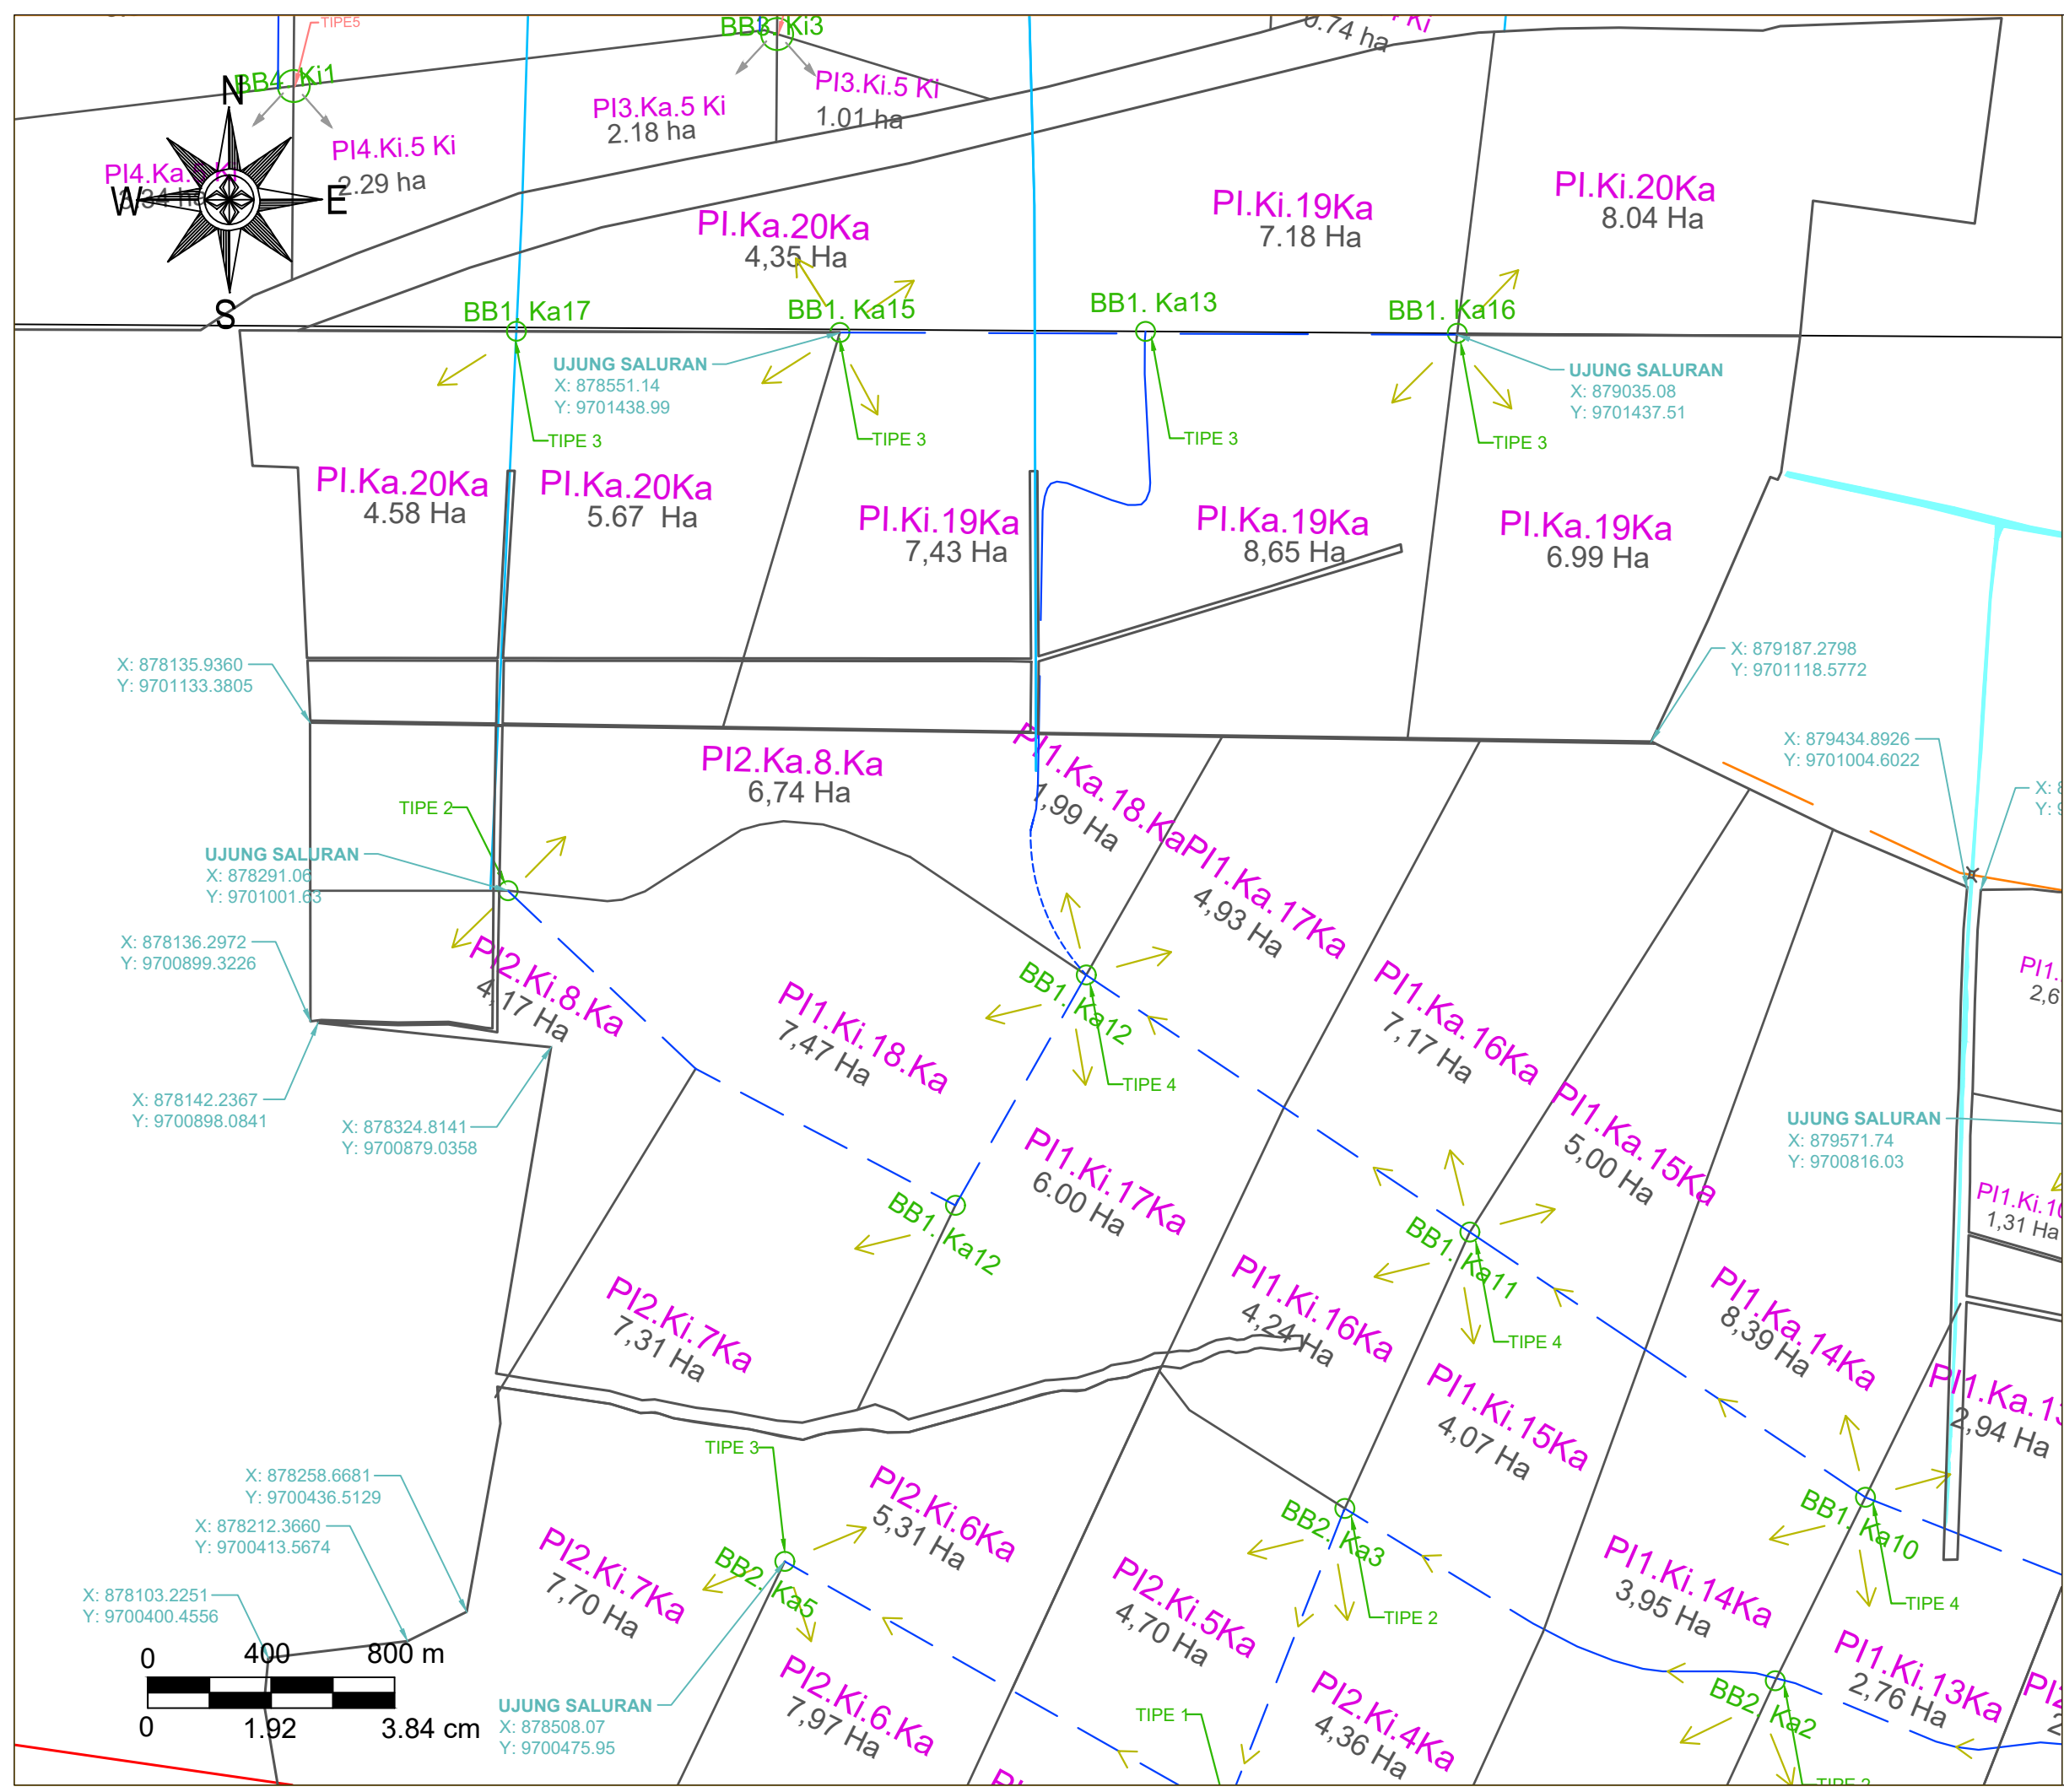 TIPE5
BB3. Ki3
0.74 ha
BB4. Ki1
PI3.Ki.5 Ki
1.01 ha
PI3.Ka.5 Ki
2.18 ha
PI4.Ki.5 Ki
2.29 ha
PI4.Ka.5 Ki
3.34 ha
N
W
E
S
PI.Ka.20Ka
4,35 Ha
PI.Ki.19Ka
7.18 Ha
PI.Ki.20Ka
8.04 Ha
BB1. Ka17
BB1. Ka15
BB1. Ka13
BB1. Ka16
UJUNG SALURAN
X: 878551.14
Y: 9701438.99
UJUNG SALURAN
X: 879035.08
Y: 9701437.51
TIPE 3
TIPE 3
TIPE 3
TIPE 3
PI.Ka.20Ka
4.58 Ha
PI.Ka.20Ka
5.67 Ha
PI.Ki.19Ka
7,43 Ha
PI.Ka.19Ka
8,65 Ha
PI.Ka.19Ka
6.99 Ha
X: 878135.9360
Y: 9701133.3805
X: 879187.2798
Y: 9701118.5772
X: 879434.8926
Y: 9701004.6022
PI2.Ka.8.Ka
6,74 Ha
PI1.Ka.18.Ka
7,99 Ha
PI1.Ka.17Ka
4,93 Ha
TIPE 2
UJUNG SALURAN
X: 878291.06
Y: 9701001.63
X: 878136.2972
Y: 9700899.3226
PI2.Ki.8.Ka
4,17 Ha
PI1.Ki.18.Ka
7,47 Ha
BB1. Ka12
TIPE 4
PI1.Ka.16Ka
7,17 Ha
PI1.Ka.15Ka
5,00 Ha
X: 878142.2367
Y: 9700898.0841
X: 878324.8141
Y: 9700879.0358
UJUNG SALURAN
X: 879571.74
Y: 9700816.03
PI1.Ki.17Ka
6.00 Ha
BB1. Ka12
BB1. Ka11
TIPE 4
PI1.Ki.10
1,31 Ha
PI2.Ki.7Ka
7,31 Ha
PI1.Ki.16Ka
4,24 Ha
PI1.Ka.14Ka
8,39 Ha
PI1.Ki.15Ka
4,07 Ha
PI1.Ka.13
2,94 Ha
TIPE 3
X: 878258.6681
Y: 9700436.5129
X: 878212.3660
Y: 9700413.5674
X: 878103.2251
Y: 9700400.4556
PI2.Ki.6Ka
5,31 Ha
PI2.Ki.7Ka
7,70 Ha
BB2. Ka5
BB2. Ka3
TIPE 2
BB1. Ka10
TIPE 4
PI2.Ki.5Ka
4,70 Ha
PI1.Ki.14Ka
3,95 Ha
PI1.Ki.13Ka
2,76 Ha
PI2.Ki.6.Ka
7,97 Ha
PI2.Ki.4Ka
4,36 Ha
BB2. Ka2
TIPE 1
UJUNG SALURAN
X: 878508.07
Y: 9700475.95
0 400 800 m
0 1.92 3.84 cm